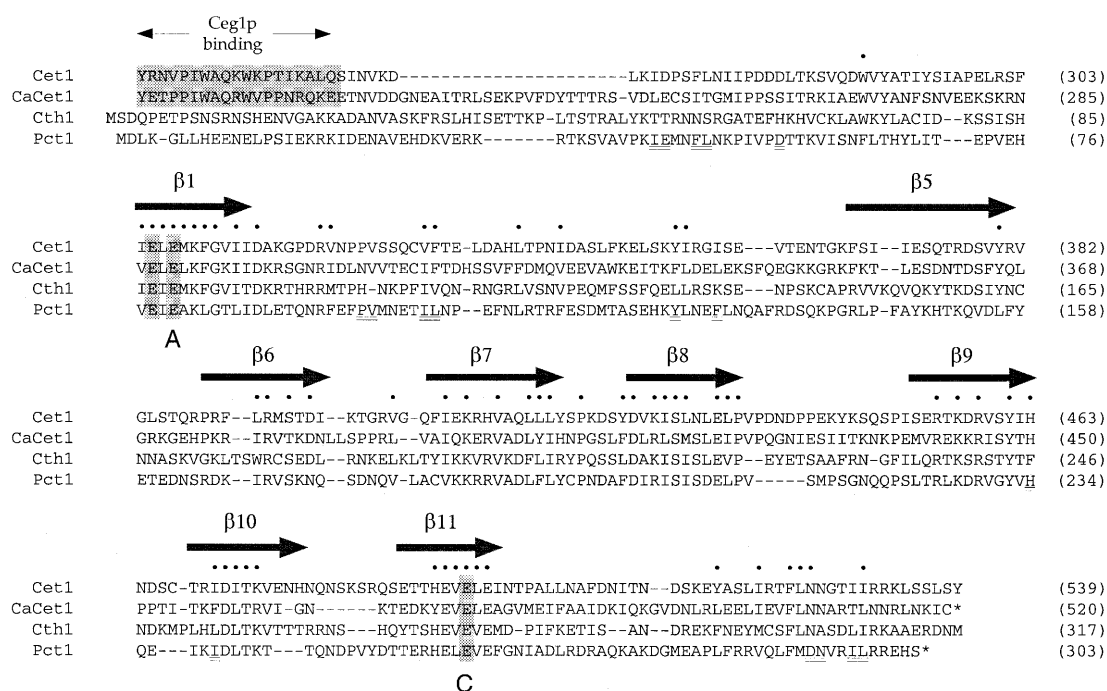 Ceg1p
binding
Cet1 YRNVPIWAQKWKPTIKALQSINVKD---------------------LKIDPSFLNIIPDDDLTKSVQDWVYATIYSIAPELRSF (303)
CaCet1 YETPPIWAQRWVPPNRQKEETNVDDGNEAITRLSEKPVFDYTTTRS-VDLECSITGMIPPSSITRKIAEWVYANFSNVEEKSKRN (285)
Cth1 MSDQPETPSNSRNSHENVGAKKADANVASKFRSLHISETTKP-LTSTRALYKTTRNNSRGATEFHKHVCKLAWKYLACID-KSSISH (85)
Pct1 MDLK-GLLHEENELPSIEKRKIDENAVEHDKVERK------RTKSVAVPKIEMNFLNKPIVPDTTKVISNFLTHYLIT---EPVEH (76)
β1 β5
Cet1 IELEMKFGVIIDAKGPDRVNPPVSSQCVFTE-LDAHLTPNIDASLFKELSKYIRGISE---VTENTGKFSI--IESQTRDSVYRV (382)
CaCet1 VELELKFGKIIDKRSGNRIDLNVVTECIFTDHSSVFFDMQVEEVAWKEITKFLDELEKSFQEGKKGRKFKT--LESDNTDSFYQL (368)
Cth1 IEIEMKFGVITDKRTHRRMTPH-NKPFIVQN-RNGRLVSNVPEQMFSSFQELLRSKSE---NPSKCAPRVVKQVQKYTKDSIYNC (165)
Pct1 VEIEAKLGTLIDLETQNRFEFPVMNETILNP--EFNLRTRFESDMTASEHKYLNEFLNQAFRDSQKPGRLP-FAYKHTKQVDLFY (158)
A
β6 β7 β8 β9
Cet1 GLSTQRPRF--LRMSTDI--KTGRVG-QFIEKRHVAQLLLYSPKDSYDVKISLNLELPVPDNDPPEKYKSQSPISERTKDRVSYIH (463)
CaCet1 GRKGEHPKR--IRVTKDNLLSPPRL--VAIQKERVADLYIHNPGSLFDLRLSMSLEIPVPQGNIESIITKNKPEMVREKKRISYTH (450)
Cth1 NNASKVGKLTSWRCSEDL--RNKELKLTYIKKVRVKDFLIRYPQSSLDAKISISLEVP--EYETSAAFRN-GFILQRTKSRSTYTF (246)
Pct1 ETEDNSRDK--IRVSKNQ--SDNQV-LACVKKRRVADLFLYCPNDAFDIRISISDELPV-----SMPSGNQQPSLTRLKDRVGYVH (234)
β10 β11
Cet1 NDSC-TRIDITKVENHNQNSKSRQSETTHEVELEINTPALLNAFDNITN--DSKEYASLIRTFLNNGTIIRRKLSSLSY (539)
CaCet1 PPTI-TKFDLTRVI-GN------KTEDKYEVELEAGVMEIFAAIDKIQKGVDNLRLEELIEVFLNNARTLNNRLNKIC* (520)
Cth1 NDKMPLHLDLTKVTTTRRNS---HQYTSHEVEVEMD-PIFKETIS--AN--DREKFNEYMCSFLNASDLIRKAAERDNM (317)
Pct1 QE---IKIDLTKT---TQNDPVYDTTERHELEVEFGNIADLRDRAQKAKDGMEAPLFRRVQLFMDNVRILRREHS* (303)
C